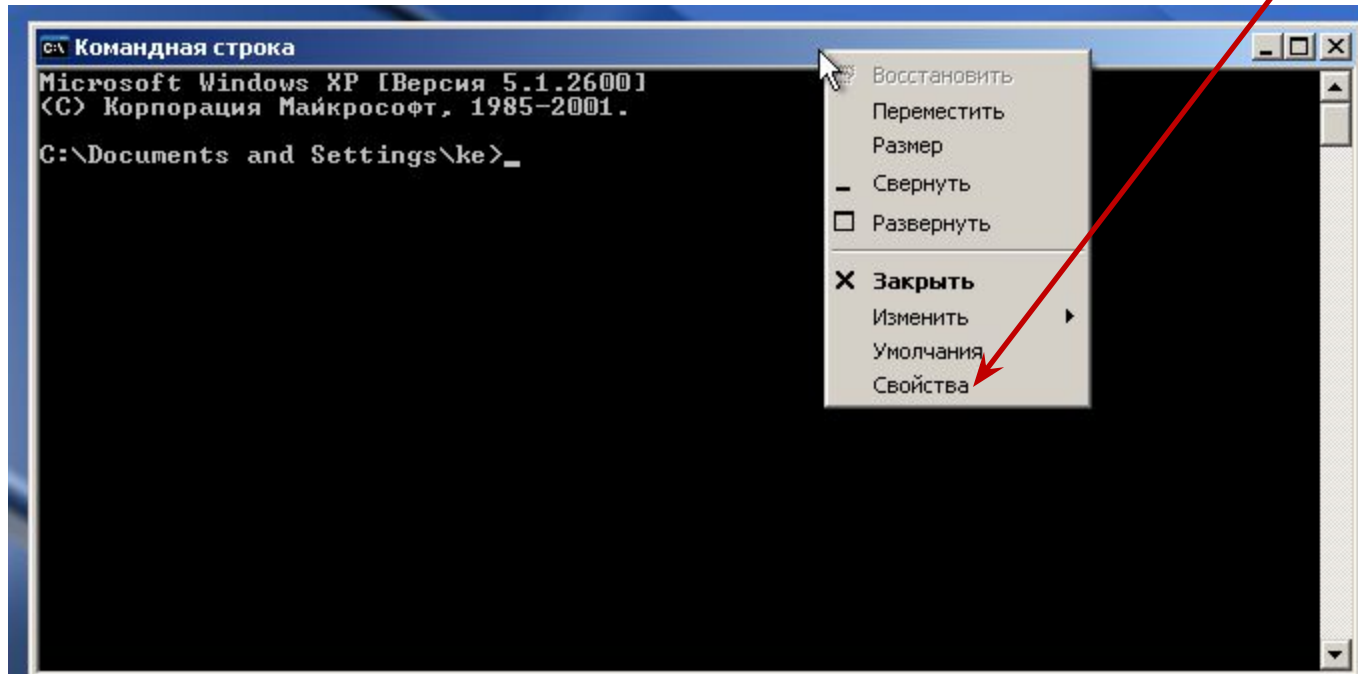 Командная строка
Microsoft Windows XP [Версия 5.1.2600]
(C) Корпорация Майкрософт, 1985-2001.
C:\Documents and Settings\ke>_
Восстановить
Переместить
Размер
Свернуть
Развернуть
Закрыть
Изменить
Умолчания
Свойства